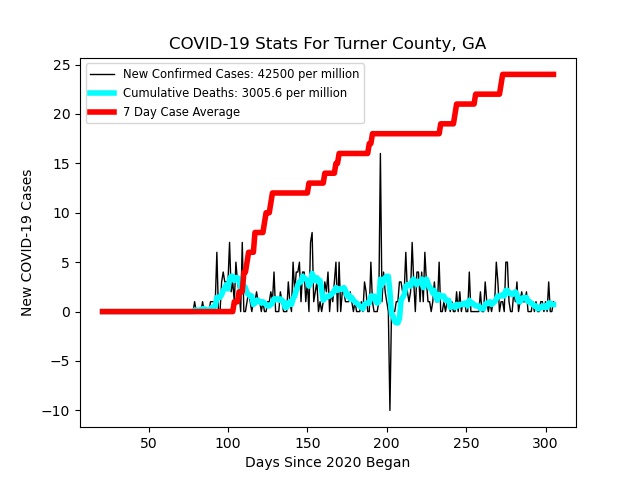 COVID-19 Stats For Turner County, GA
New Confirmed Cases: 42500 per million
Cumulative Deaths: 3005.6 per million
7 Day Case Average
New COVID-19 Cases
25
20
15
10
5
0
−5
−10
50 100 150 200 250 300
Days Since 2020 Began